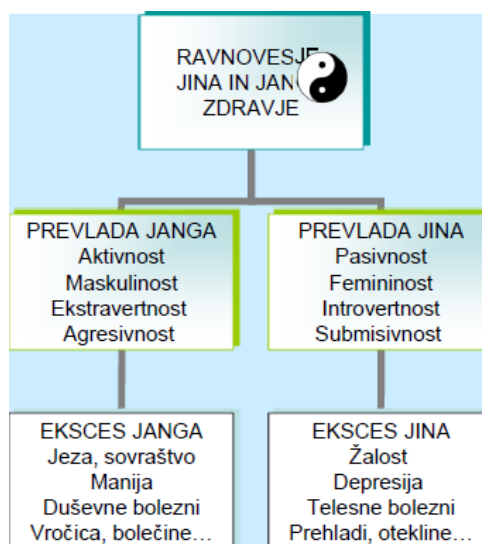 RAVNOVESJE
JINA IN JANGA
ZDRAVJE
PREVLADA JANGA
Aktivnost
Maskulinost
Ekstravertnost
Agresivnost
PREVLADA JINA
Pasivnost
Femininost
Introvertnost
Submisivnost
EKSCES JANGA
Jeza, sovraštvo
Manija
Duševne bolezni
Vročica, bolečine…
EKSCES JINA
Žalost
Depresija
Telesne bolezni
Prehladi, otekline…